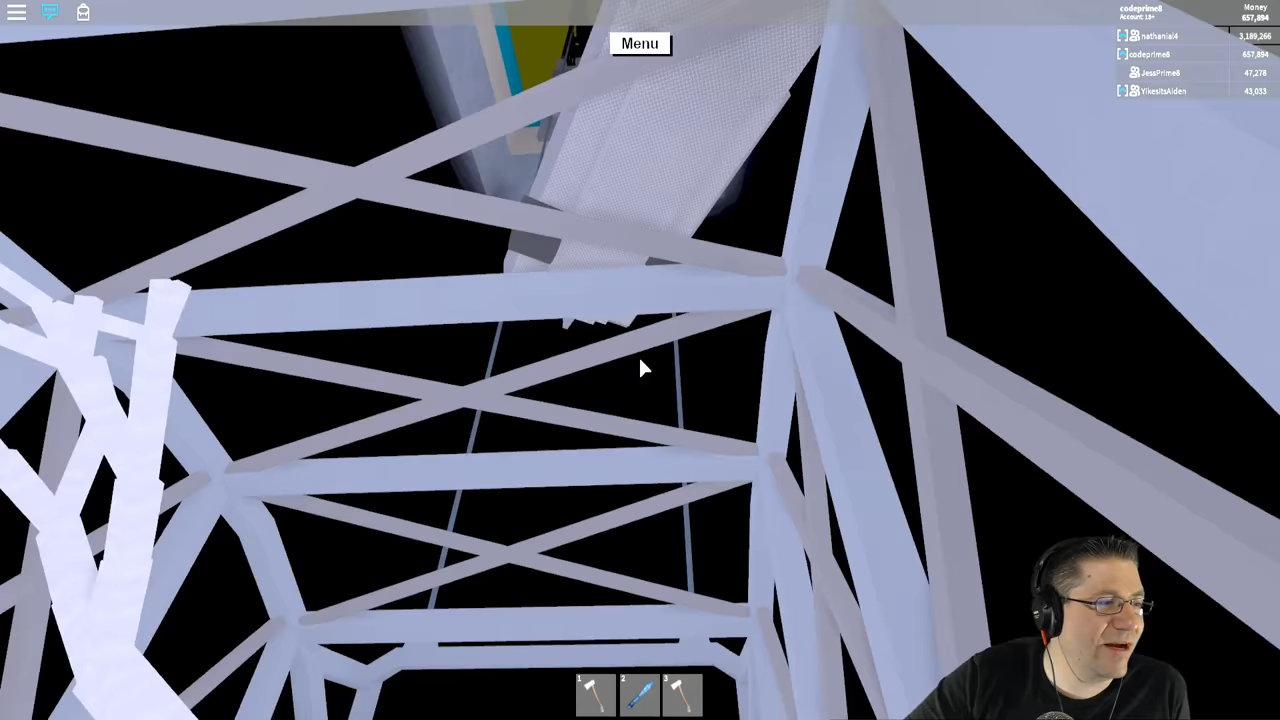 codeprime8
Account: 13+
Money
657,894
Menu
nathanial4 3,189,266
codeprime8 657,894
JessPrime8 47,278
YikesItsAiden 43,033
1 2 3